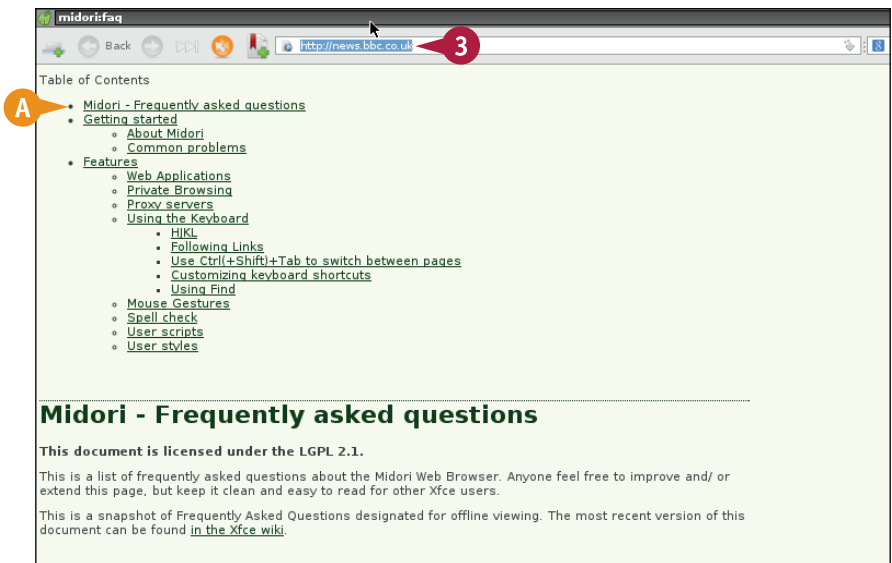 midori:faq
Back http://news.bbc.co.uk 3 8
Table of Contents
A Midori - Frequently asked questions
Getting started
About Midori
Common problems
Features
Web Applications
Private Browsing
Proxy servers
Using the Keyboard
HJKL
Following Links
Use Ctrl(+Shift)+Tab to switch between pages
Customizing keyboard shortcuts
Using Find
Mouse Gestures
Spell check
User scripts
User styles
Midori - Frequently asked questions
This document is licensed under the LGPL 2.1.
This is a list of frequently asked questions about the Midori Web Browser. Anyone feel free to improve and/ or
extend this page, but keep it clean and easy to read for other Xfce users.
This is a snapshot of Frequently Asked Questions designated for offline viewing. The most recent version of this
document can be found in the Xfce wiki.